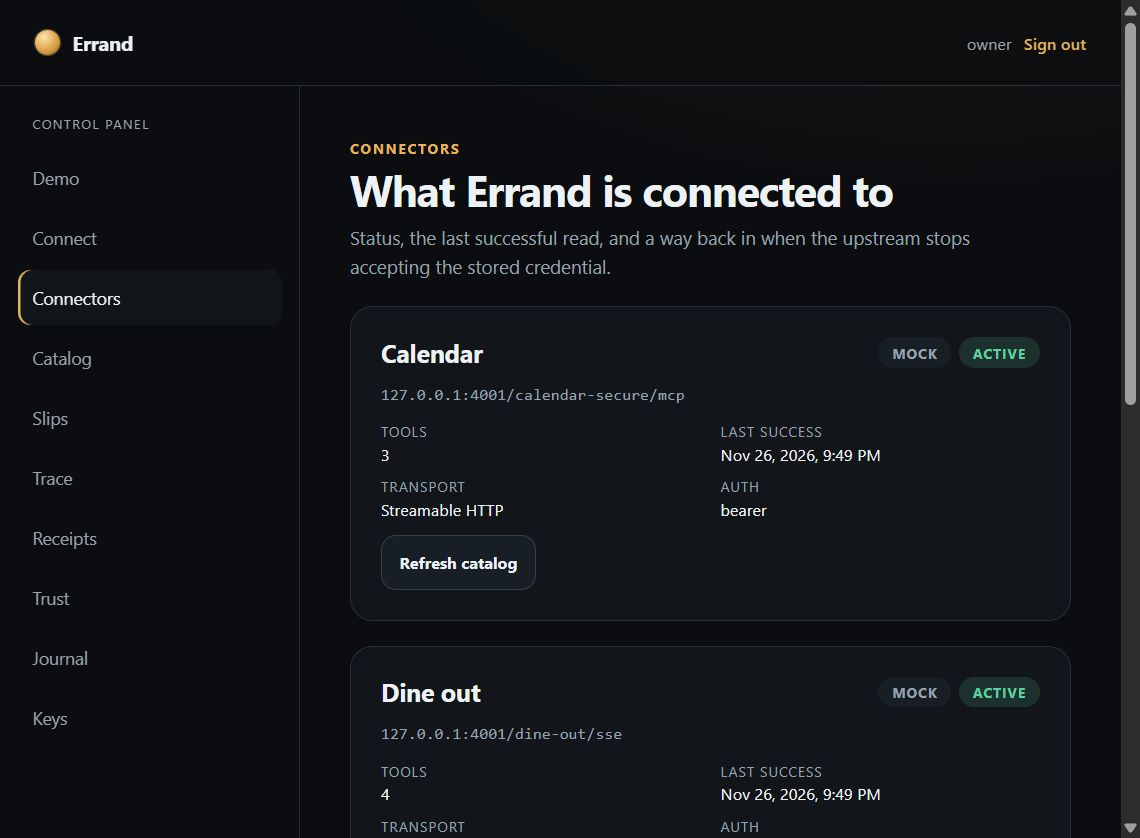 Errand
owner Sign out
CONTROL PANEL
Demo
Connect
Connectors
Catalog
Slips
Trace
Receipts
Trust
Journal
Keys
CONNECTORS
What Errand is connected to
Status, the last successful read, and a way back in when the upstream stops
accepting the stored credential.
Calendar
MOCK ACTIVE
127.0.0.1:4001/calendar-secure/mcp
TOOLS LAST SUCCESS
3 Nov 26, 2026, 9:49 PM
TRANSPORT AUTH
Streamable HTTP bearer
Refresh catalog
Dine out
MOCK ACTIVE
127.0.0.1:4001/dine-out/sse
TOOLS LAST SUCCESS
4 Nov 26, 2026, 9:49 PM
TRANSPORT AUTH